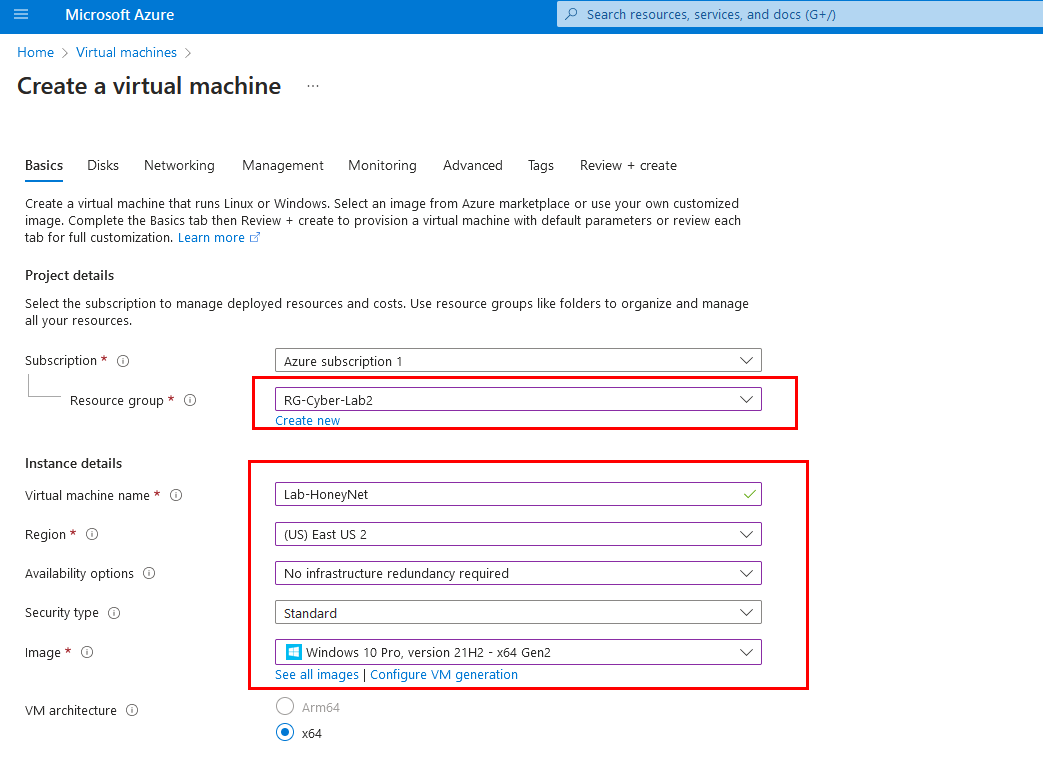 Microsoft Azure
Search resources, services, and docs (G+/)
Home > Virtual machines >
Create a virtual machine ...
Basics Disks Networking Management Monitoring Advanced Tags Review + create
Create a virtual machine that runs Linux or Windows. Select an image from Azure marketplace or use your own customized
image. Complete the Basics tab then Review + create to provision a virtual machine with default parameters or review each
tab for full customization. Learn more
Project details
Select the subscription to manage deployed resources and costs. Use resource groups like folders to organize and manage
all your resources.
Subscription * Azure subscription 1
Resource group * RG-Cyber-Lab2
Create new
Instance details
Virtual machine name * Lab-HoneyNet
Region * (US) East US 2
Availability options No infrastructure redundancy required
Security type Standard
Image * Windows 10 Pro, version 21H2 - x64 Gen2
See all images | Configure VM generation
VM architecture Arm64
x64